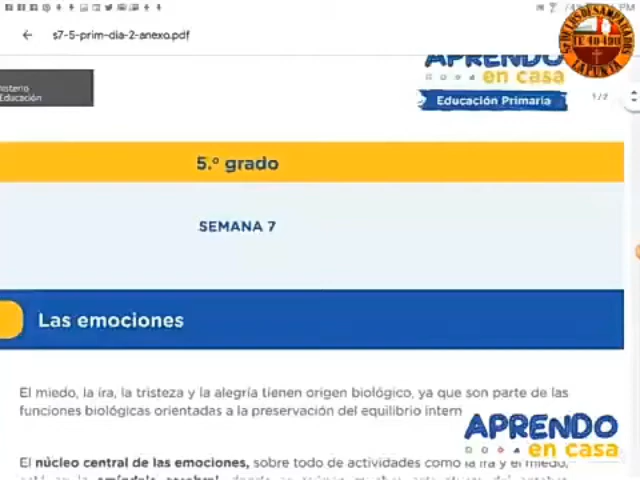 s7-5-prim-dia-2-anexo.pdf
APRENDO
en casa
Educación Primaria
1/2
Educación
5.º grado
SEMANA 7
Las emociones
El miedo, la ira, la tristeza y la alegría tienen origen biológico, ya que son parte de las
funciones biológicas orientadas a la preservación del equilibrio intern
APRENDO
en casa
El núcleo central de las emociones, sobre todo de actividades como la ira y el miedo,